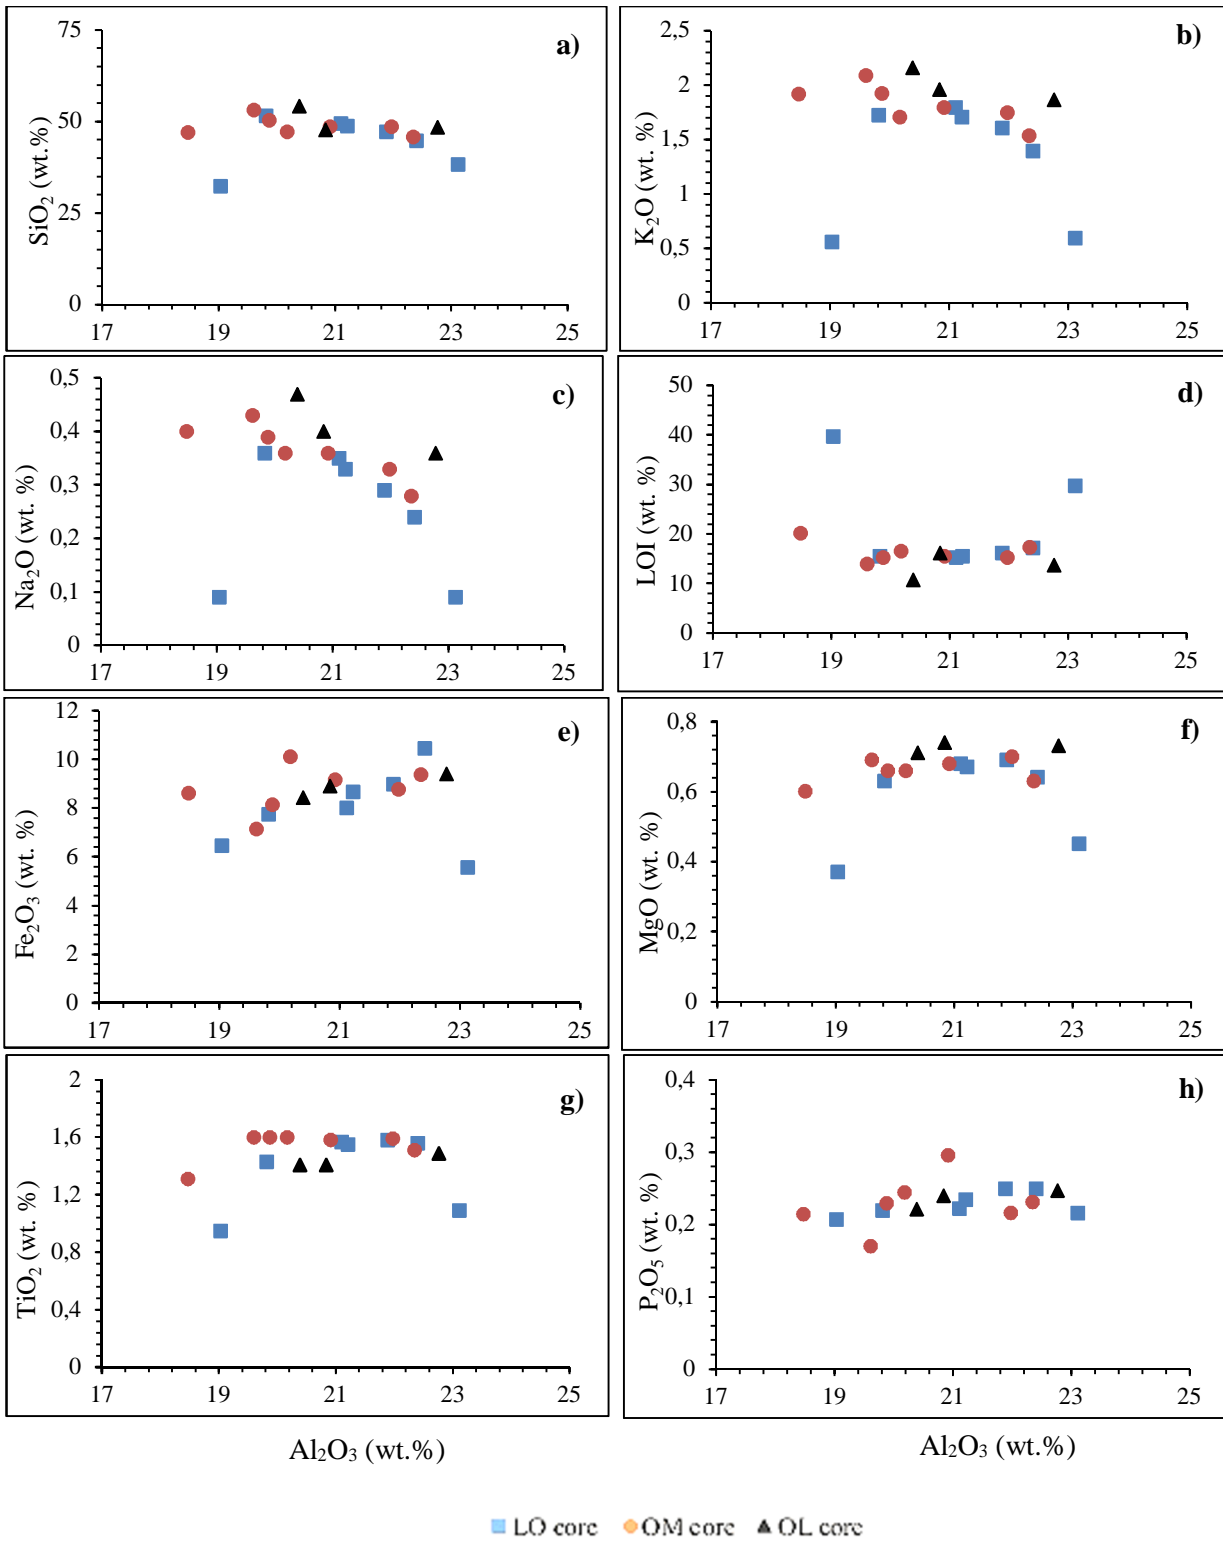 a)
SiO₂ (wt.%)
75
50
25
0
17 19 21 23 25
b)
K₂O (wt. %)
2,5
2
1,5
1
0,5
0
17 19 21 23 25
c)
Na₂O (wt. %)
0,5
0,4
0,3
0,2
0,1
0
17 19 21 23 25
d)
LOI (wt. %)
50
40
30
20
10
0
17 19 21 23 25
e)
Fe₂O₃ (wt. %)
12
10
8
6
4
2
0
17 19 21 23 25
f)
MgO (wt. %)
0,8
0,6
0,4
0,2
0
17 19 21 23 25
g)
TiO₂ (wt. %)
2
1,6
1,2
0,8
0,4
0
17 19 21 23 25
h)
P₂O₅ (wt. %)
0,4
0,3
0,2
0,1
0
17 19 21 23 25
Al₂O₃ (wt.%)
Al₂O₃ (wt.%)
LO core OM core OL core